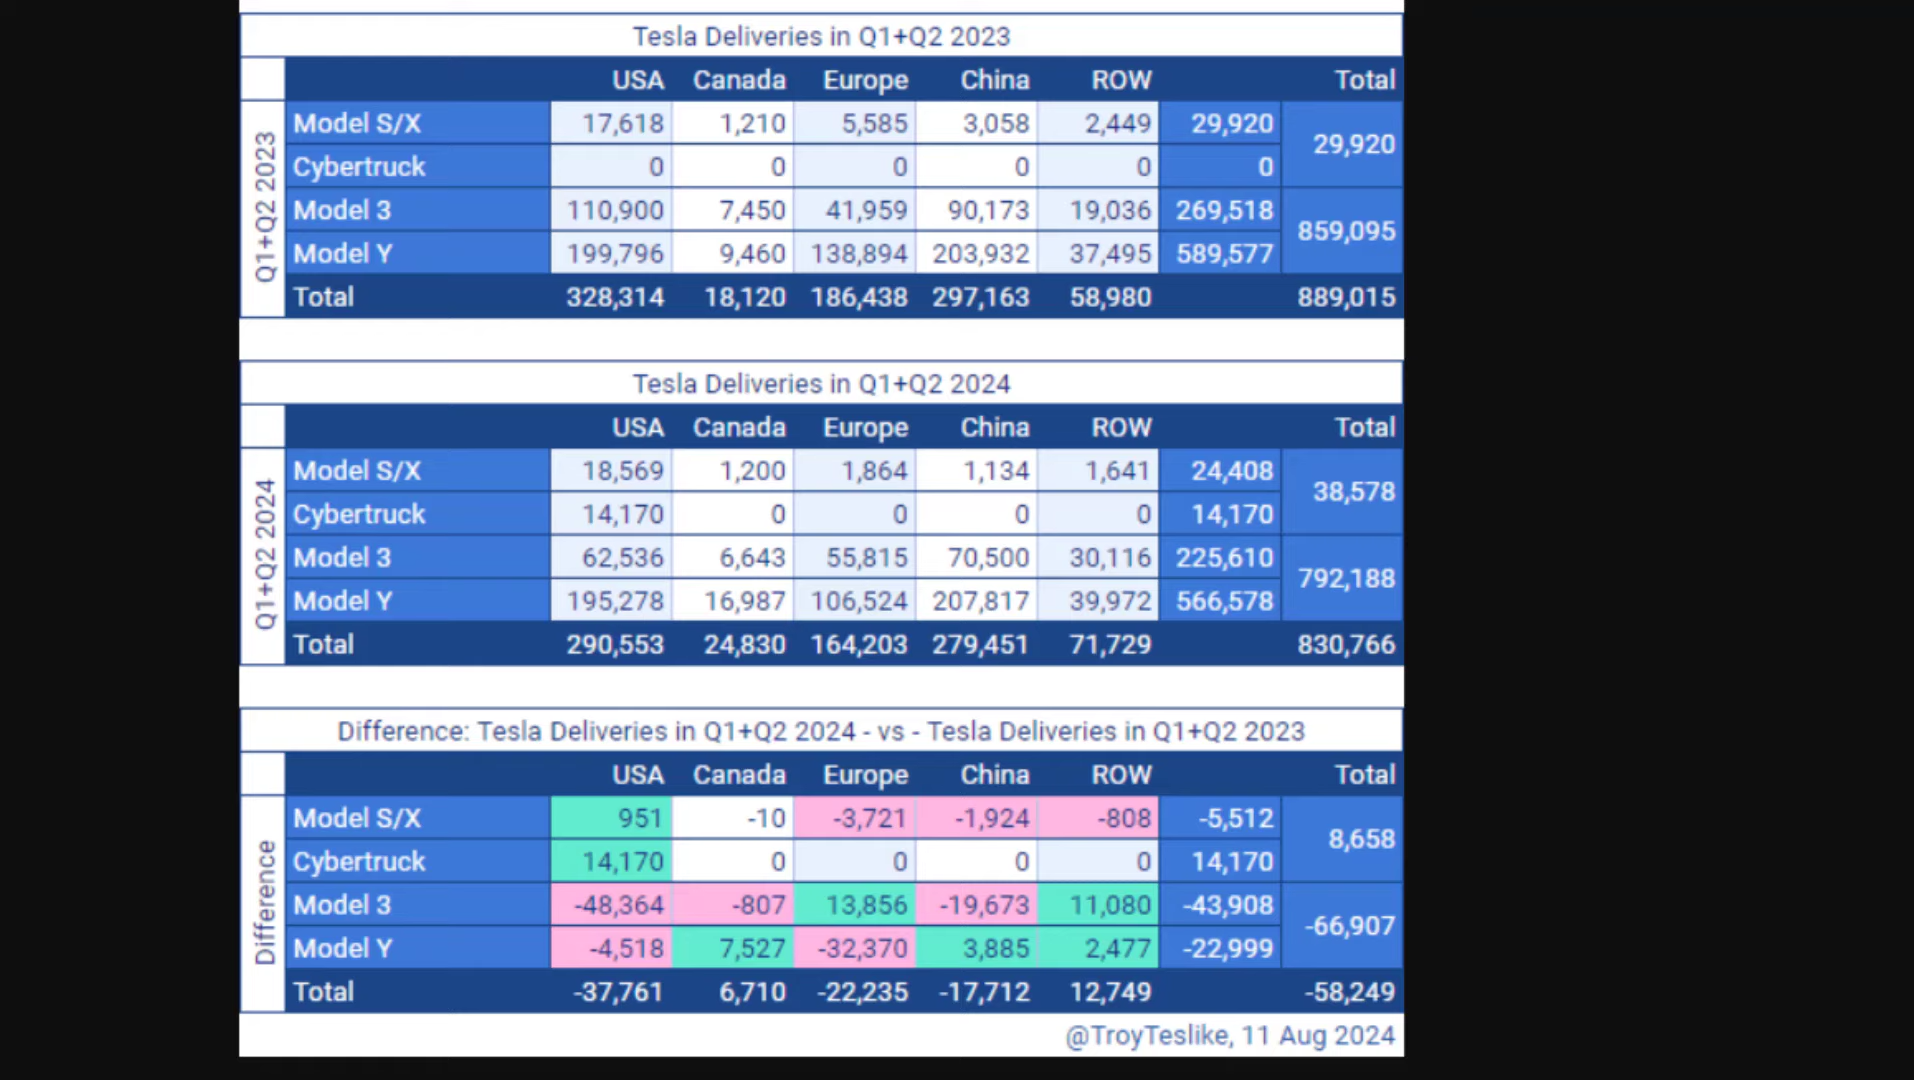 Tesla Deliveries in Q1+Q2 2023
USA Canada Europe China ROW Total
Q1+Q2 2023
Model S/X 17,618 1,210 5,585 3,058 2,449 29,920 29,920
Cybertruck 0 0 0 0 0 0
Model 3 110,900 7,450 41,959 90,173 19,036 269,518 859,095
Model Y 199,796 9,460 138,894 203,932 37,495 589,577
Total 328,314 18,120 186,438 297,163 58,980 889,015
Tesla Deliveries in Q1+Q2 2024
USA Canada Europe China ROW Total
Q1+Q2 2024
Model S/X 18,569 1,200 1,864 1,134 1,641 24,408 38,578
Cybertruck 14,170 0 0 0 0 14,170
Model 3 62,536 6,643 55,815 70,500 30,116 225,610 792,188
Model Y 195,278 16,987 106,524 207,817 39,972 566,578
Total 290,553 24,830 164,203 279,451 71,729 830,766
Difference: Tesla Deliveries in Q1+Q2 2024 - vs - Tesla Deliveries in Q1+Q2 2023
USA Canada Europe China ROW Total
Difference
Model S/X 951 -10 -3,721 -1,924 -808 -5,512 8,658
Cybertruck 14,170 0 0 0 0 14,170
Model 3 -48,364 -807 13,856 -19,673 11,080 -43,908 -66,907
Model Y -4,518 7,527 -32,370 3,885 2,477 -22,999
Total -37,761 6,710 -22,235 -17,712 12,749 -58,249
@TroyTeslike, 11 Aug 2024